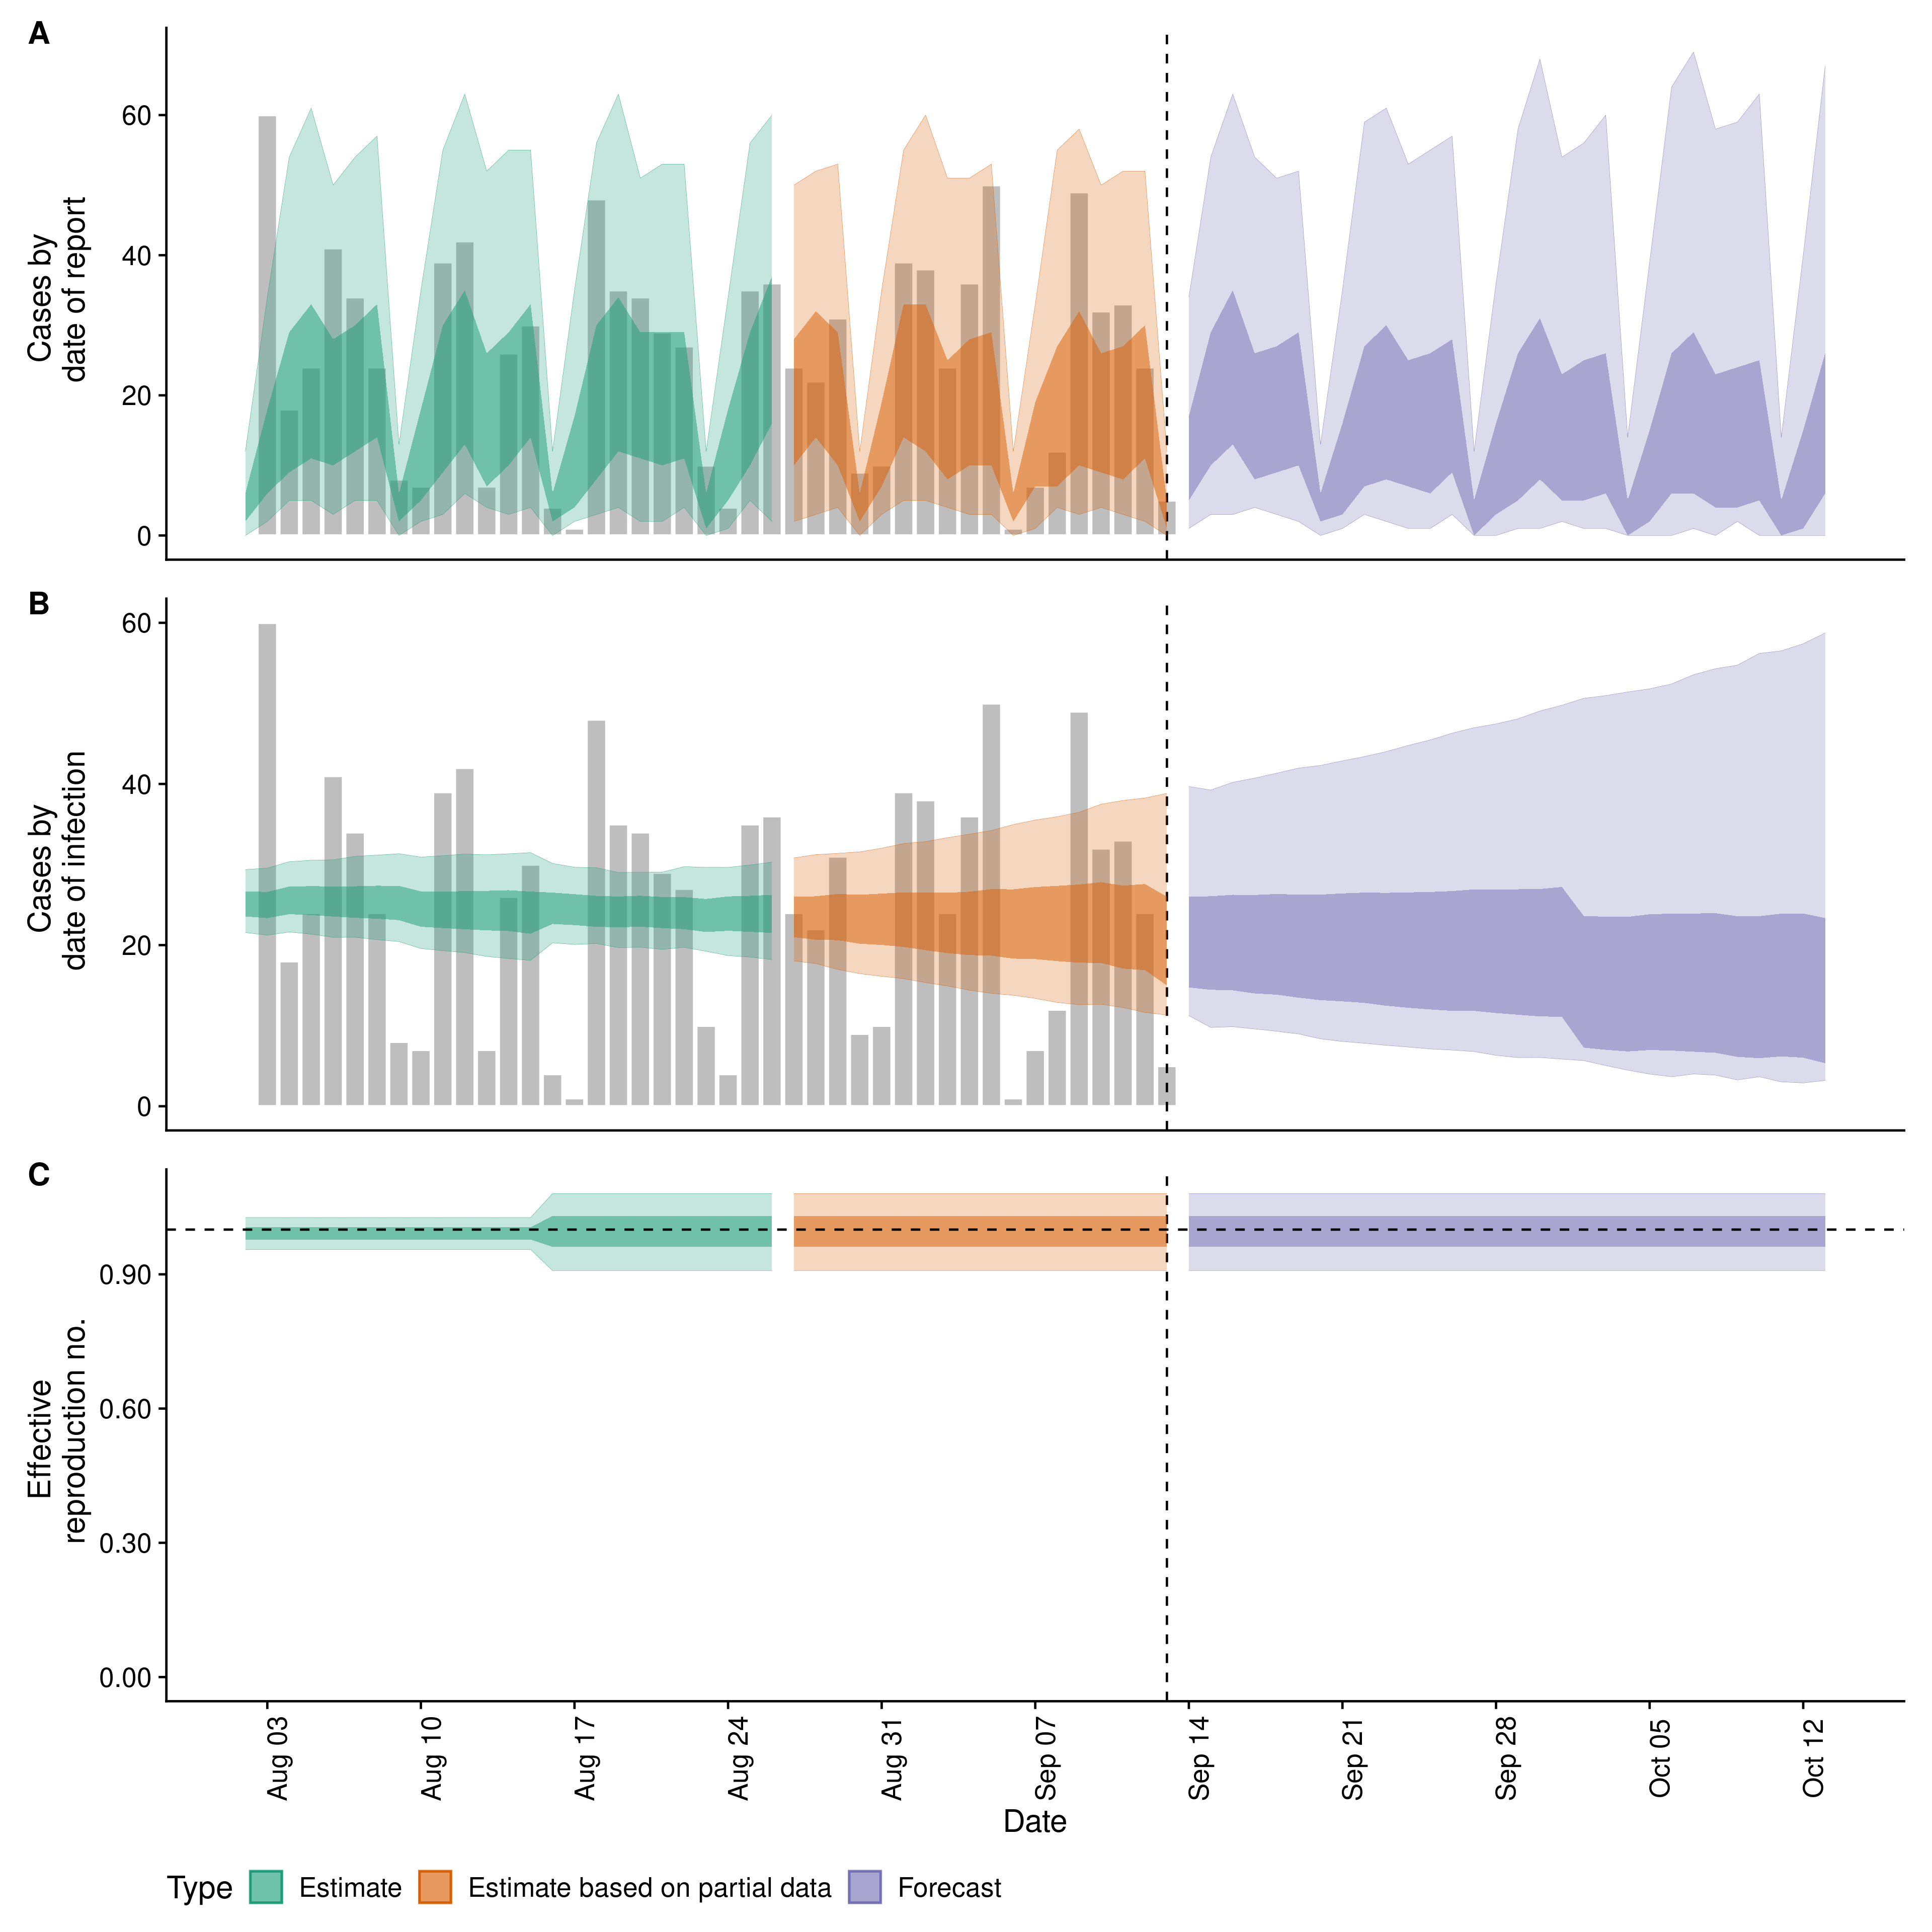 A
Cases by
date of report
60
40
20
0
B
Cases by
date of infection
60
40
20
0
C
Effective
reproduction no.
0.90
0.60
0.30
0.00
Aug 03
Aug 10
Aug 17
Aug 24
Aug 31
Sep 07
Sep 14
Sep 21
Sep 28
Oct 05
Oct 12
Date
Type Estimate Estimate based on partial data Forecast